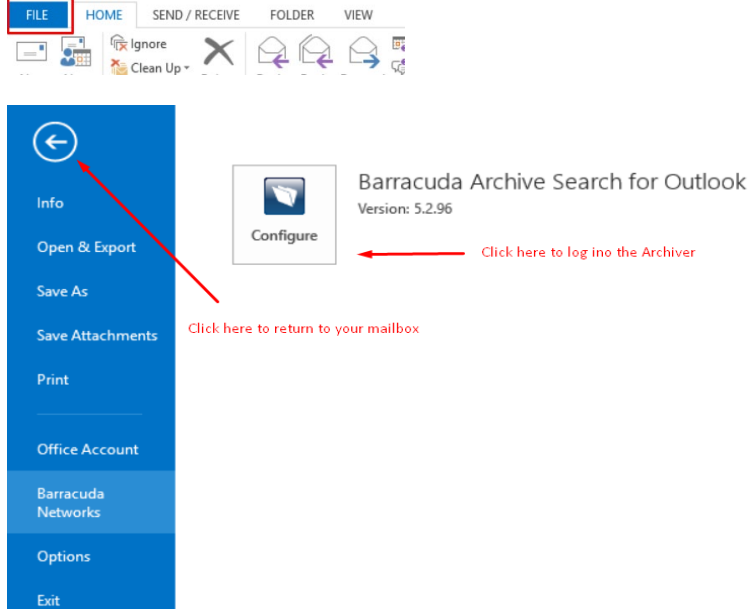 FILE HOME SEND / RECEIVE FOLDER VIEW
Ignore
Clean Up
Info
Open & Export
Save As
Save Attachments
Print
Office Account
Barracuda
Networks
Options
Exit
Configure
Barracuda Archive Search for Outlook
Version: 5.2.96
Click here to log ino the Archiver
Click here to return to your mailbox